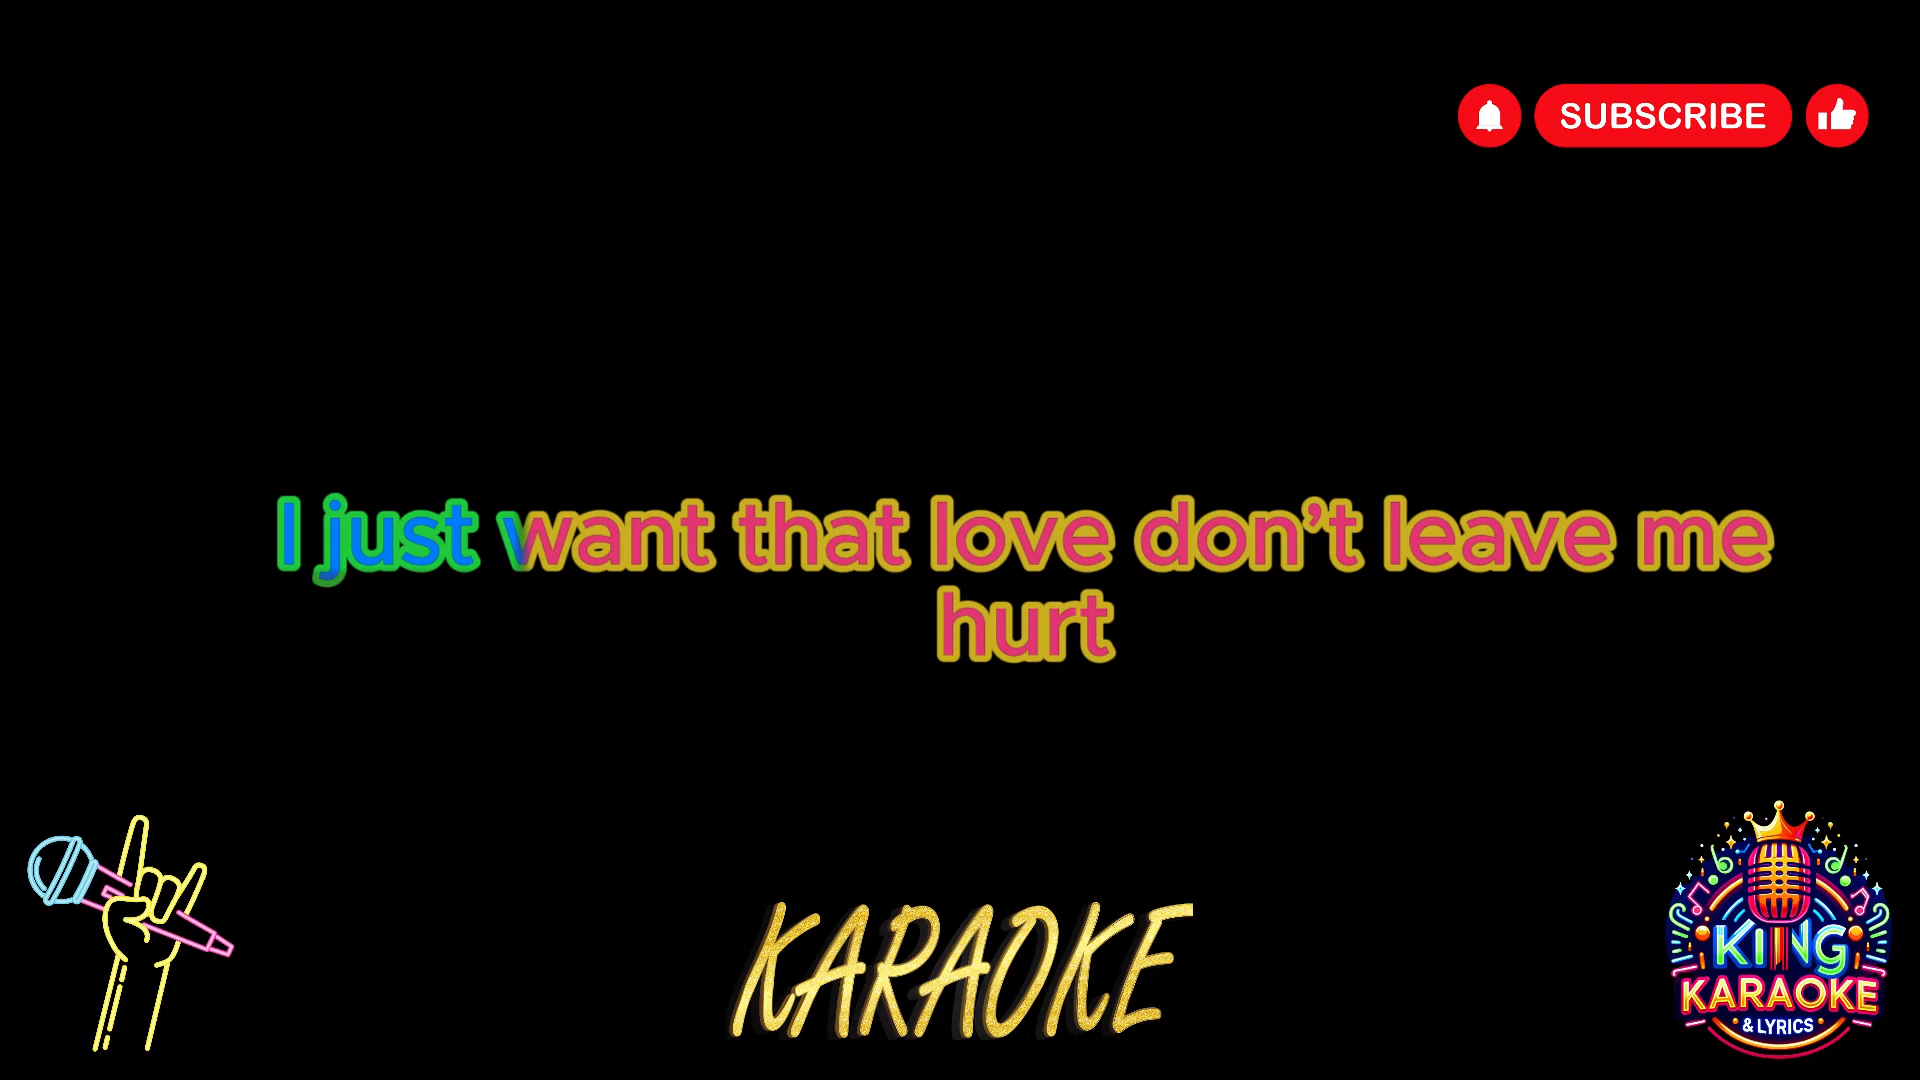 SUBSCRIBE
I just want that love don’t leave me
hurt
KARAOKE
KING
KARAOKE
& LYRICS